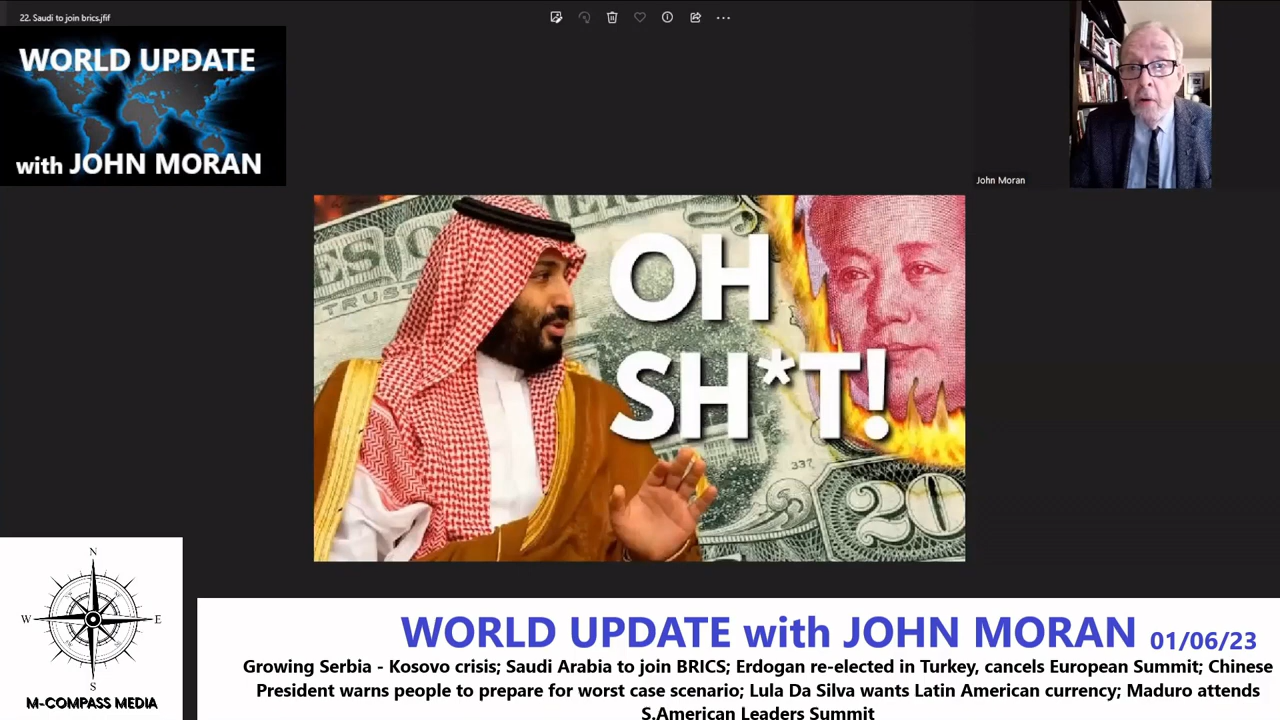 22. Saudi to join brics.jfif
WORLD UPDATE
with JOHN MORAN
John Moran
OH
SH*T!
TRUST
337
20
N
W
E
S
M-COMPASS MEDIA
WORLD UPDATE with JOHN MORAN 01/06/23
Growing Serbia - Kosovo crisis; Saudi Arabia to join BRICS; Erdogan re-elected in Turkey, cancels European Summit; Chinese
President warns people to prepare for worst case scenario; Lula Da Silva wants Latin American currency; Maduro attends
S.American Leaders Summit